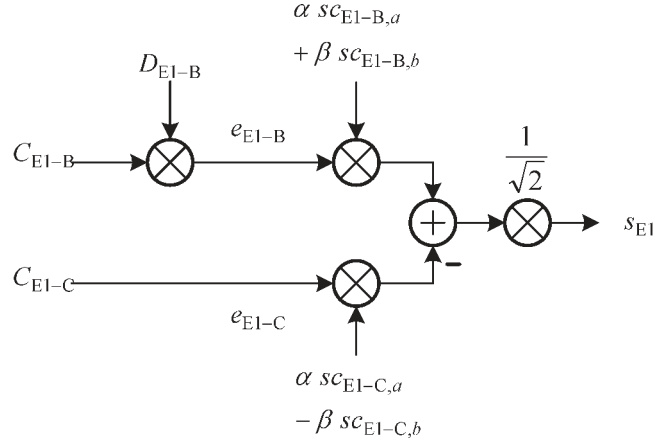 α sc_E1−B,a
+ β sc_E1−B,b
D_E1−B
e_E1−B
C_E1−B
1
√2
+
s_E1
−
C_E1−C
e_E1−C
α sc_E1−C,a
− β sc_E1−C,b